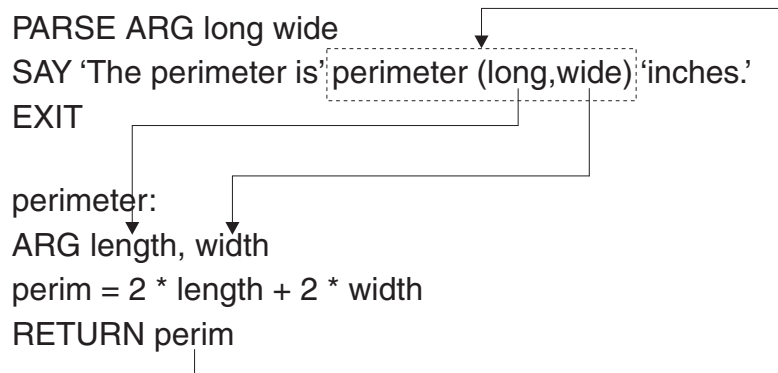 PARSE ARG long wide
SAY ‘The perimeter is’ perimeter (long,wide) ‘inches.’
EXIT
perimeter:
ARG length, width
perim = 2 * length + 2 * width
RETURN perim